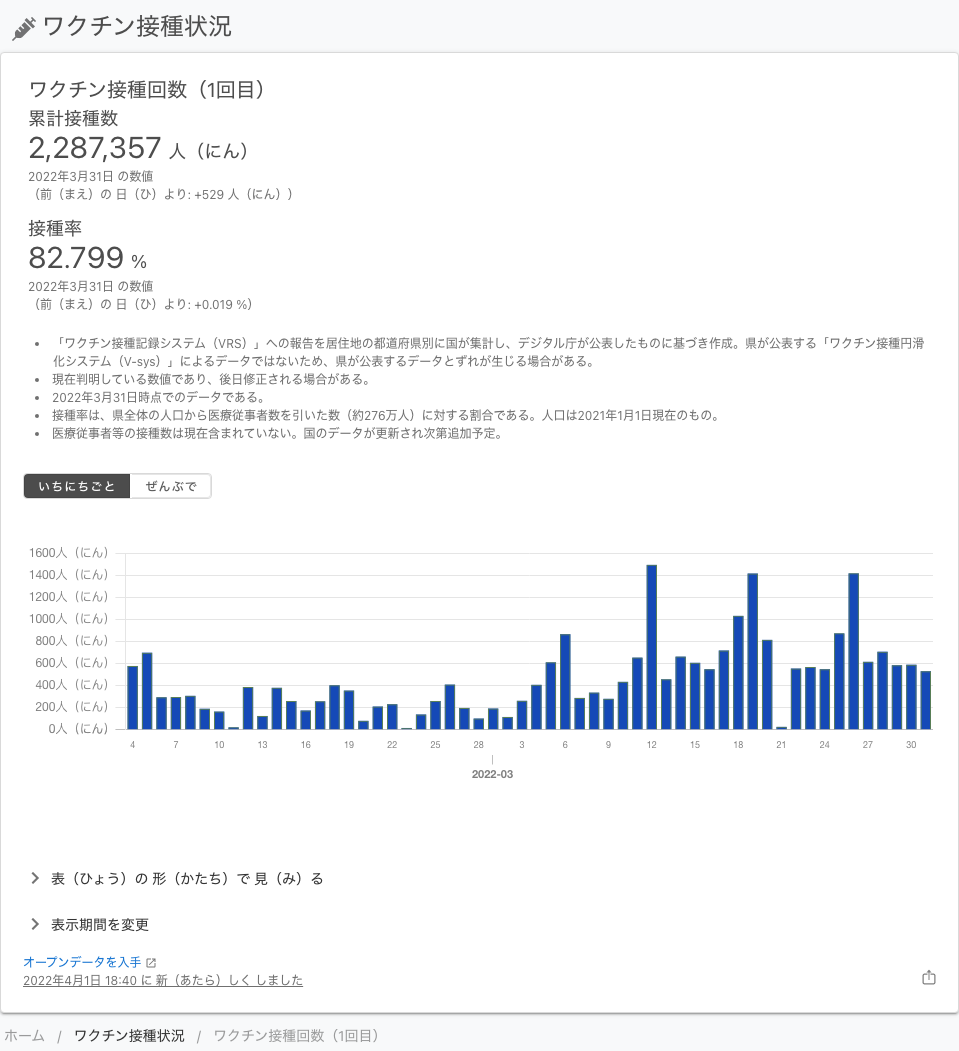 ワクチン接種状況
ワクチン接種回数（1回目）
累計接種数
2,287,357 人（にん）
2022年3月31日 の数値
（前（まえ）の 日（ひ）より: +529 人（にん））
接種率
82.799 %
2022年3月31日 の数値
（前（まえ）の 日（ひ）より: +0.019 %）
• 「ワクチン接種記録システム（VRS）」への報告を居住地の都道府県別に国が集計し、デジタル庁が公表したものに基づき作成。県が公表する「ワクチン接種円滑
化システム（V-sys）」によるデータではないため、県が公表するデータとずれが生じる場合がある。
• 現在判明している数値であり、後日修正される場合がある。
• 2022年3月31日時点でのデータである。
• 接種率は、県全体の人口から医療従事者数を引いた数（約276万人）に対する割合である。人口は2021年1月1日現在のもの。
• 医療従事者等の接種数は現在含まれていない。国のデータが更新され次第追加予定。
いちにちごと ぜんぶで
1600人（にん）
1400人（にん）
1200人（にん）
1000人（にん）
800人（にん）
600人（にん）
400人（にん）
200人（にん）
0人（にん）
4 7 10 13 16 19 22 25 28 3 6 9 12 15 18 21 24 27 30
2022-03
表（ひょう）の 形（かたち）で 見（み）る
表示期間を変更
オープンデータを入手
2022年4月1日 18:40 に 新（あたら）しく しました
ホーム / ワクチン接種状況 / ワクチン接種回数（1回目）